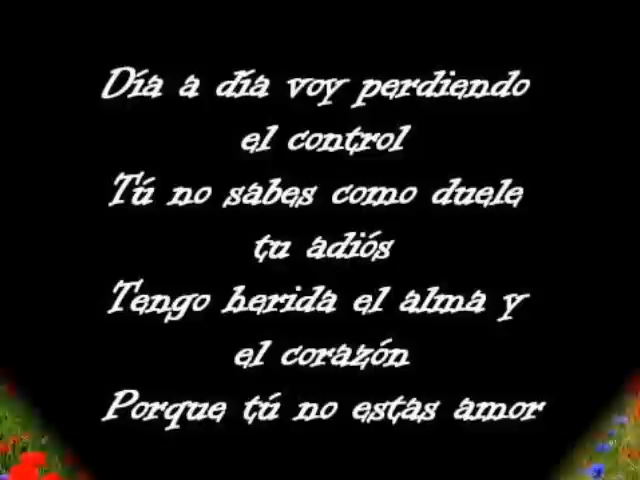 Día a día voy perdiendo
el control
Tú no sabes como duele
tu adiós
Tengo herida el alma y
el corazón
Porque tú no estas amor